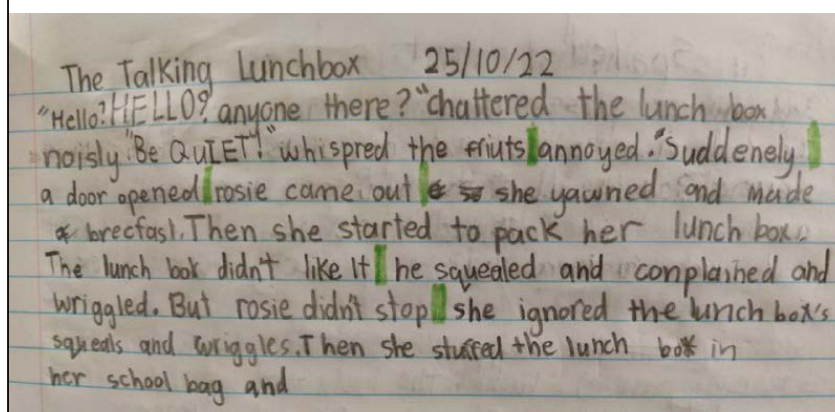 The Talking Lunchbox 25/10/22
"Hello? HELLO? anyone there?" chattered the lunch box
noisly "Be QuIET!" whispred the friuts annoyed. "Suddenely
a door opened rosie came out she yawned and made
brecfast. Then she started to pack her lunch box.
The lunch box didn't like It he squealed and complained and
wriggled. But rosie didn't stop she ignored the lunch box's
squeals and wriggles. Then she stuffed the lunch box in
her school bag and